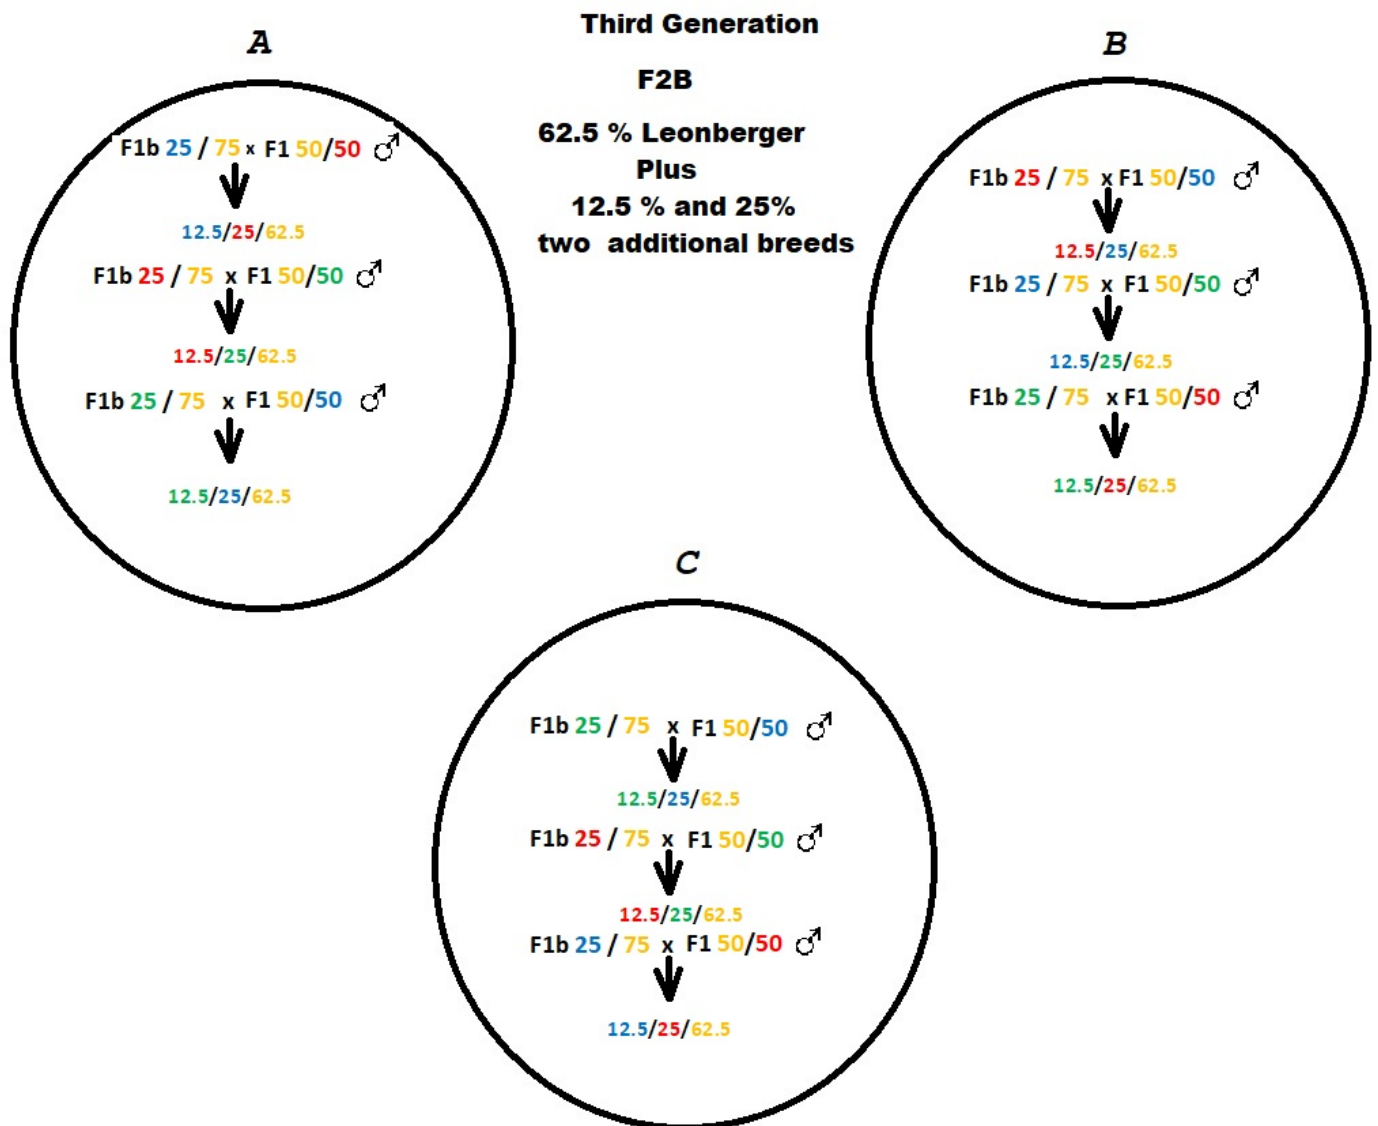 Third Generation
F2B
62.5 % Leonberger
Plus
12.5 % and 25%
two additional breeds
A
F1b 25 / 75 x F1 50/50 ♂
12.5/25/62.5
F1b 25 / 75 x F1 50/50 ♂
12.5/25/62.5
F1b 25 / 75 x F1 50/50 ♂
12.5/25/62.5
B
F1b 25 / 75 x F1 50/50 ♂
12.5/25/62.5
F1b 25 / 75 x F1 50/50 ♂
12.5/25/62.5
F1b 25 / 75 x F1 50/50 ♂
12.5/25/62.5
C
F1b 25 / 75 x F1 50/50 ♂
12.5/25/62.5
F1b 25 / 75 x F1 50/50 ♂
12.5/25/62.5
F1b 25 / 75 x F1 50/50 ♂
12.5/25/62.5